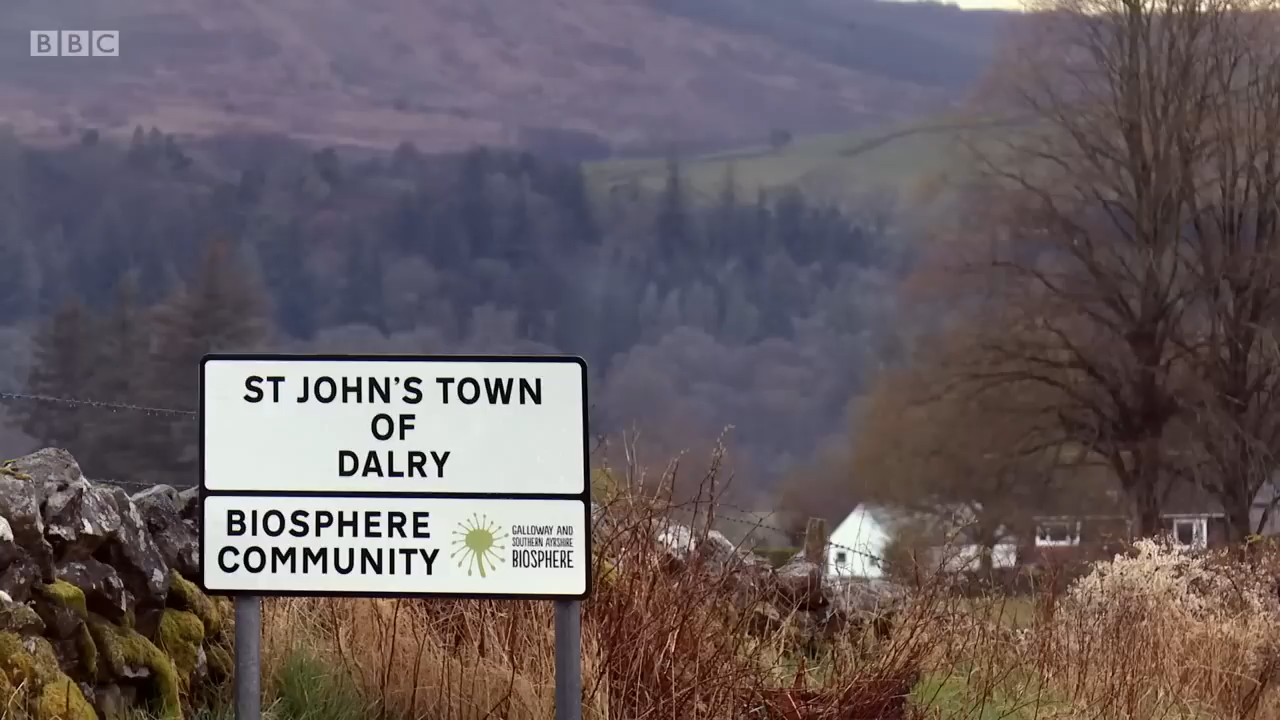 BBC
ST JOHN'S TOWN
OF
DALRY
BIOSPHERE
COMMUNITY
GALLOWAY AND
SOUTHERN AYRSHIRE
BIOSPHERE